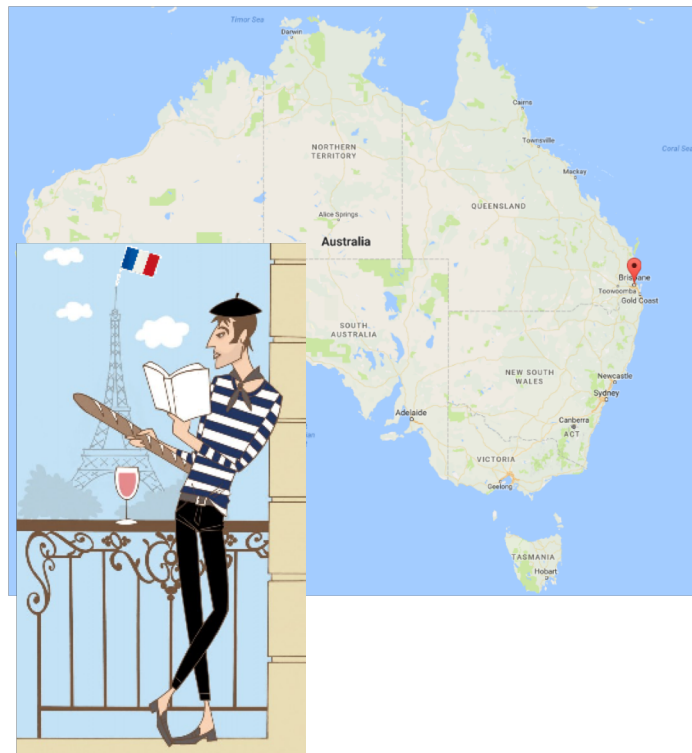 Timor Sea
Darwin
Cairns
Townsville
Coral Sea
Mackay
NORTHERN
TERRITORY
QUEENSLAND
Alice Springs
Australia
Brisbane
Toowoomba
Gold Coast
SOUTH
AUSTRALIA
NEW SOUTH
WALES
Newcastle
Sydney
Adelaide
Canberra
ACT
VICTORIA
Geelong
TASMANIA
Hobart